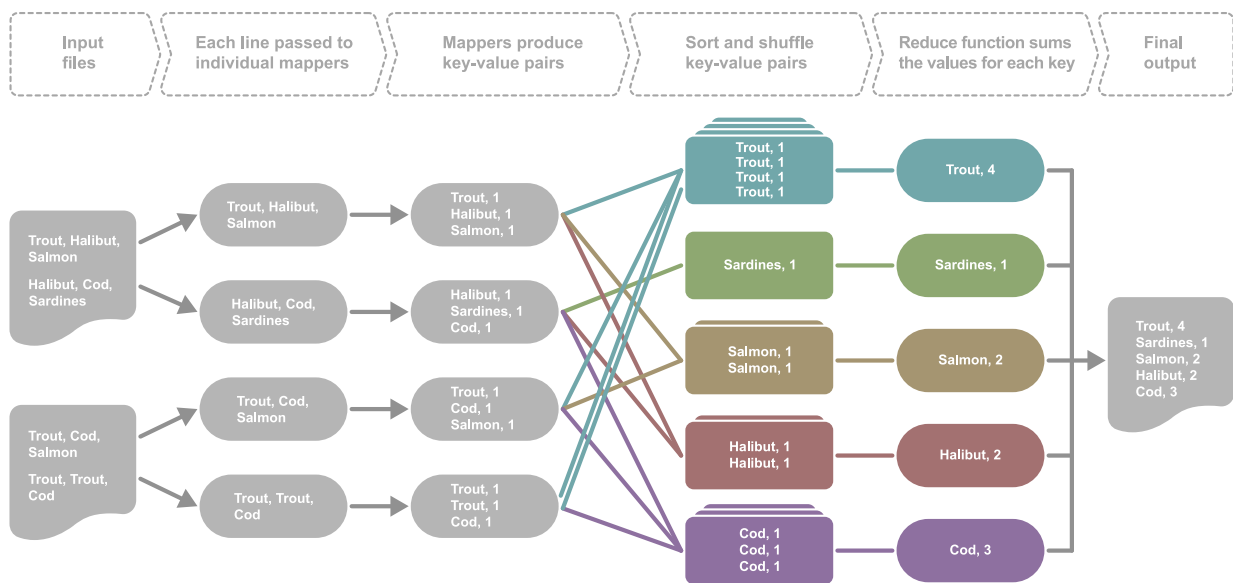 Input
files
Each line passed to
individual mappers
Mappers produce
key-value pairs
Sort and shuffle
key-value pairs
Reduce function sums
the values for each key
Final
output
Trout, Halibut,
Salmon
Halibut, Cod,
Sardines
Trout, Cod,
Salmon
Trout, Trout,
Cod
Trout, Halibut,
Salmon
Halibut, Cod,
Sardines
Trout, Cod,
Salmon
Trout, Trout,
Cod
Trout, 1
Halibut, 1
Salmon, 1
Halibut, 1
Sardines, 1
Cod, 1
Trout, 1
Cod, 1
Salmon, 1
Trout, 1
Trout, 1
Cod, 1
Trout, 1
Trout, 1
Trout, 1
Trout, 1
Sardines, 1
Salmon, 1
Salmon, 1
Halibut, 1
Halibut, 1
Cod, 1
Cod, 1
Cod, 1
Trout, 4
Sardines, 1
Salmon, 2
Halibut, 2
Cod, 3
Trout, 4
Sardines, 1
Salmon, 2
Halibut, 2
Cod, 3